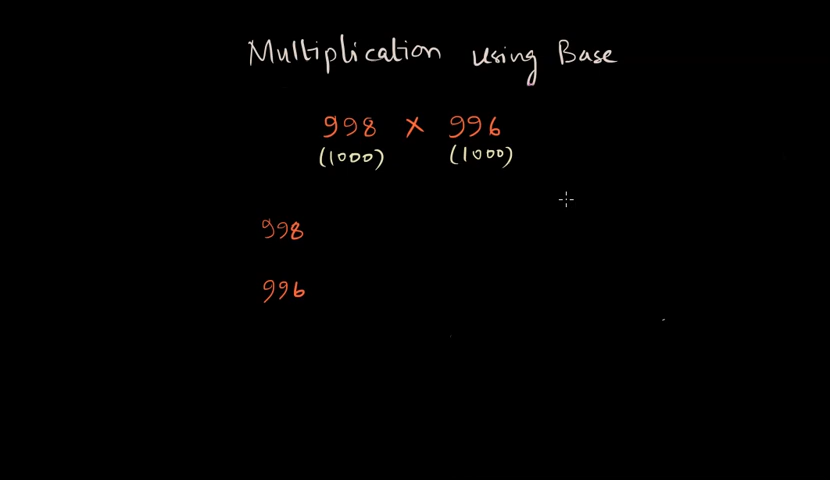 Multiplication using Base
998 × 996
(1000) (1000)
998
996